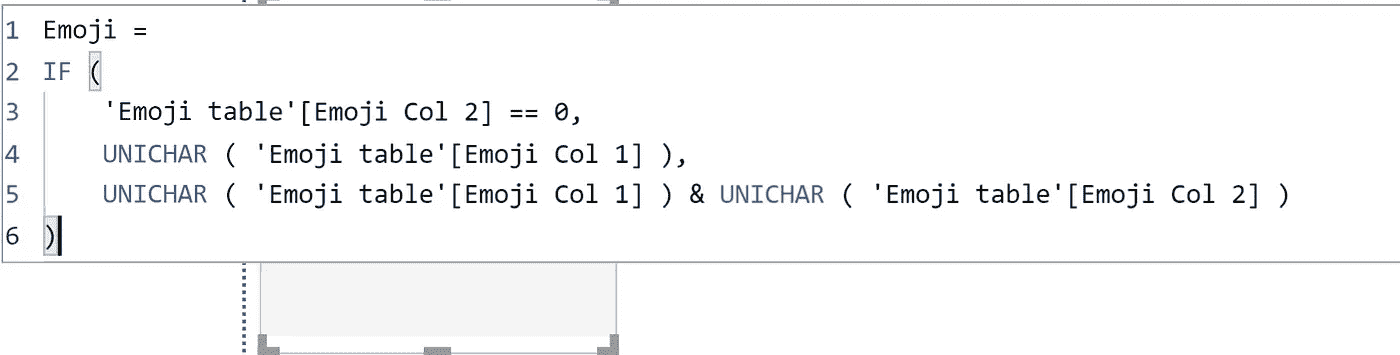 1 Emoji =
2 IF (
3 'Emoji table'[Emoji Col 2] == 0,
4 UNICHAR ( 'Emoji table'[Emoji Col 1] ),
5 UNICHAR ( 'Emoji table'[Emoji Col 1] ) & UNICHAR ( 'Emoji table'[Emoji Col 2] )
6 )